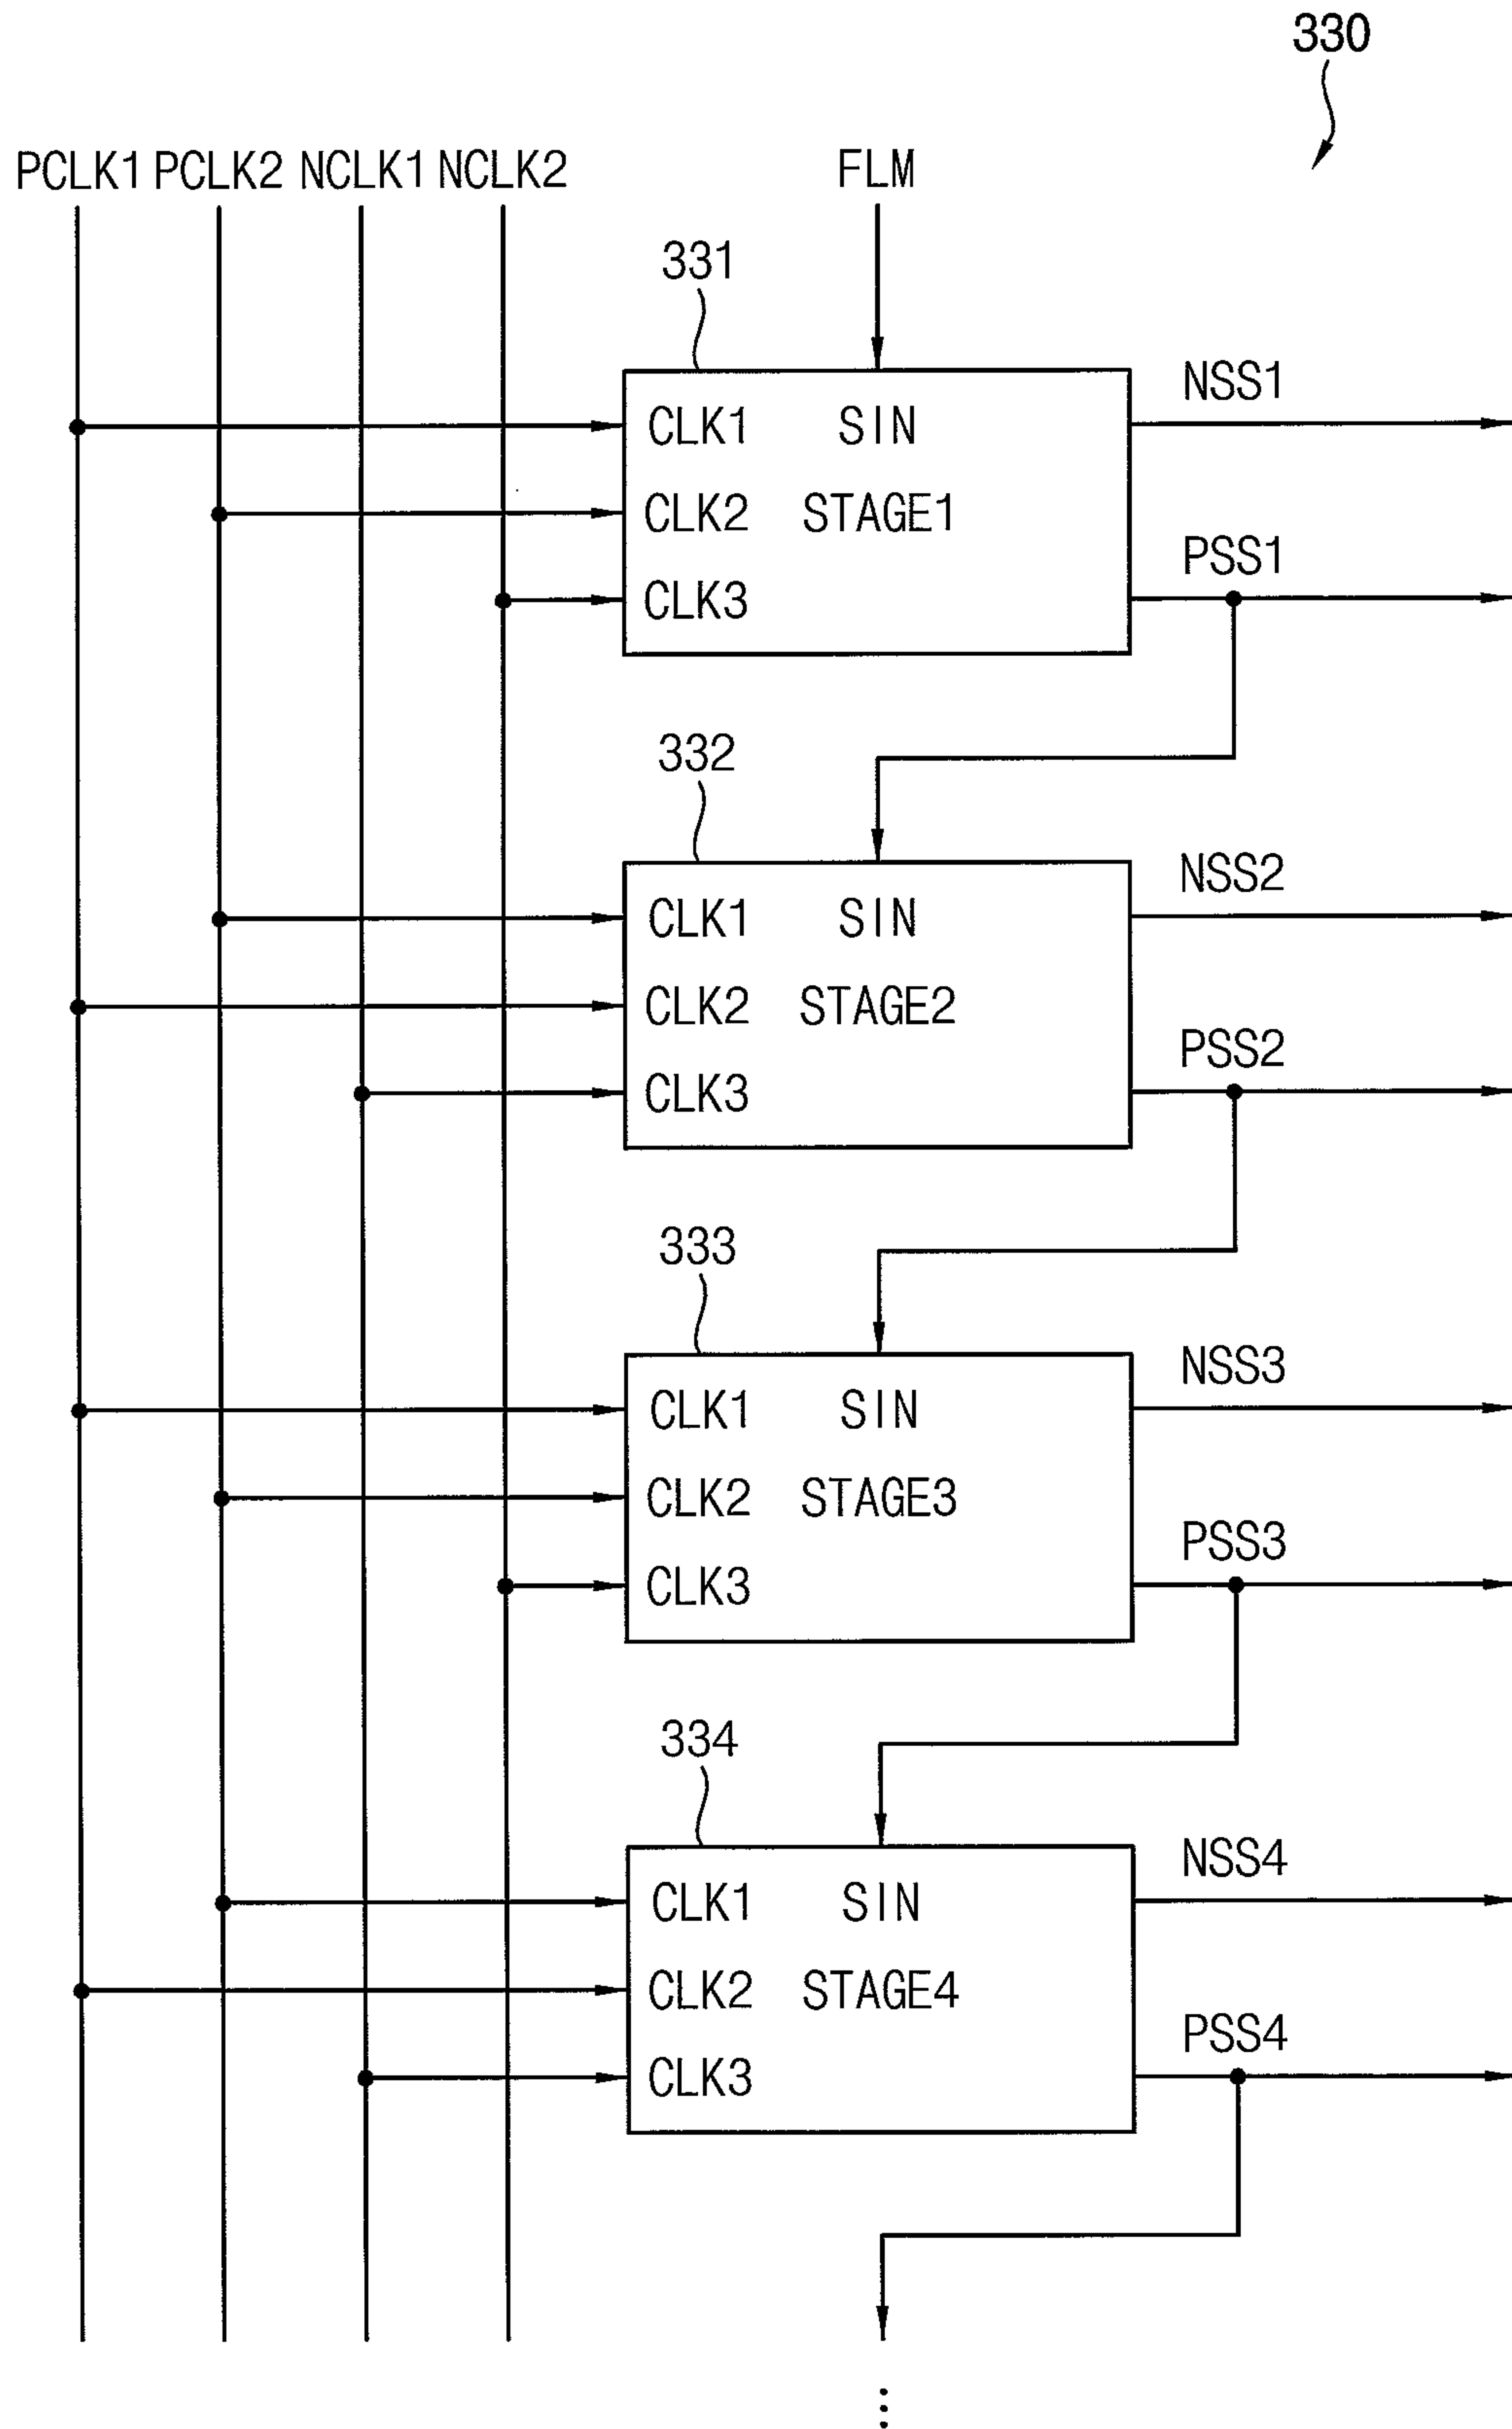 330
PCLK1 PCLK2 NCLK1 NCLK2 FLM
331
NSS1
CLK1 SIN
CLK2 STAGE1
PSS1
CLK3
332
NSS2
CLK1 SIN
CLK2 STAGE2
PSS2
CLK3
333
NSS3
CLK1 SIN
CLK2 STAGE3
PSS3
CLK3
334
NSS4
CLK1 SIN
CLK2 STAGE4
PSS4
CLK3